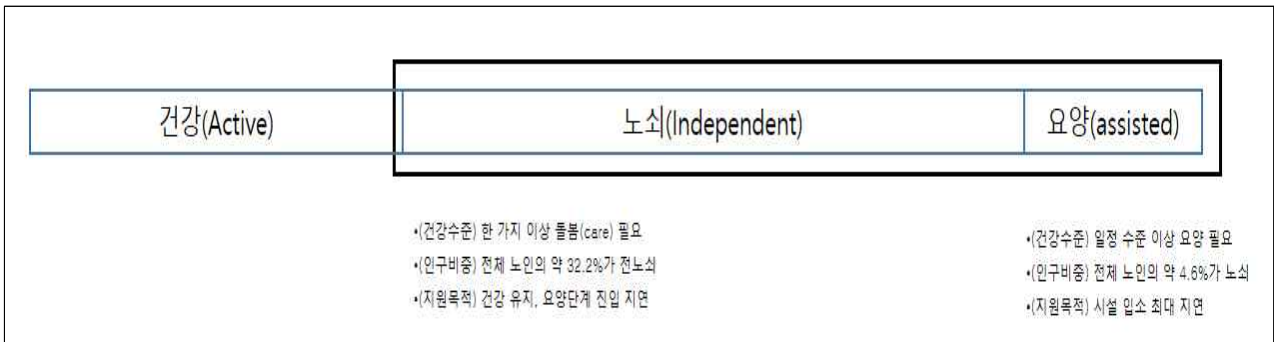 건강(Active) 노쇠(Independent) 요양(assisted)
•(건강수준) 한 가지 이상 돌봄(care) 필요
•(인구비중) 전체 노인의 약 32.2%가 전노쇠
•(지원목적) 건강 유지, 요양단계 진입 지연
•(건강수준) 일정 수준 이상 요양 필요
•(인구비중) 전체 노인의 약 4.6%가 노쇠
•(지원목적) 시설 입소 최대 지연